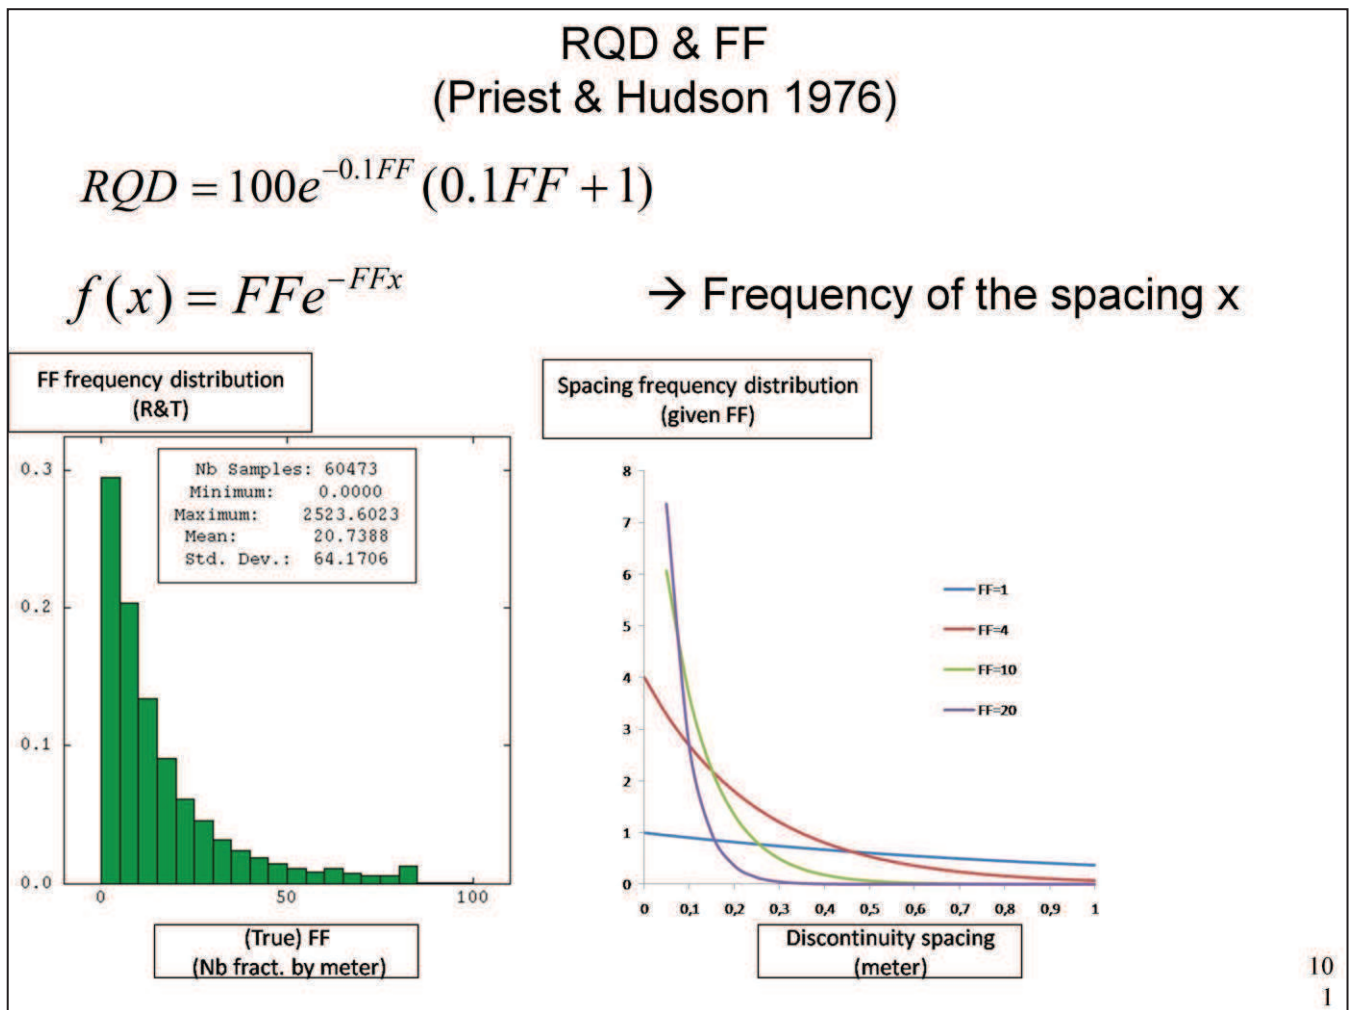 RQD & FF
(Priest & Hudson 1976)
RQD = 100e^{-0.1FF} (0.1FF + 1)
f(x) = FFe^{-FFx} → Frequency of the spacing x
FF frequency distribution
(R&T)
Nb Samples: 60473
Minimum: 0.0000
Maximum: 2523.6023
Mean: 20.7388
Std. Dev.: 64.1706
0.3
0.2
0.1
0.0
0 50 100
(True) FF
(Nb fract. by meter)
Spacing frequency distribution
(given FF)
8
7
6
5
4
3
2
1
0
FF=1
FF=4
FF=10
FF=20
0 0,1 0,2 0,3 0,4 0,5 0,6 0,7 0,8 0,9 1
Discontinuity spacing
(meter)
10
1